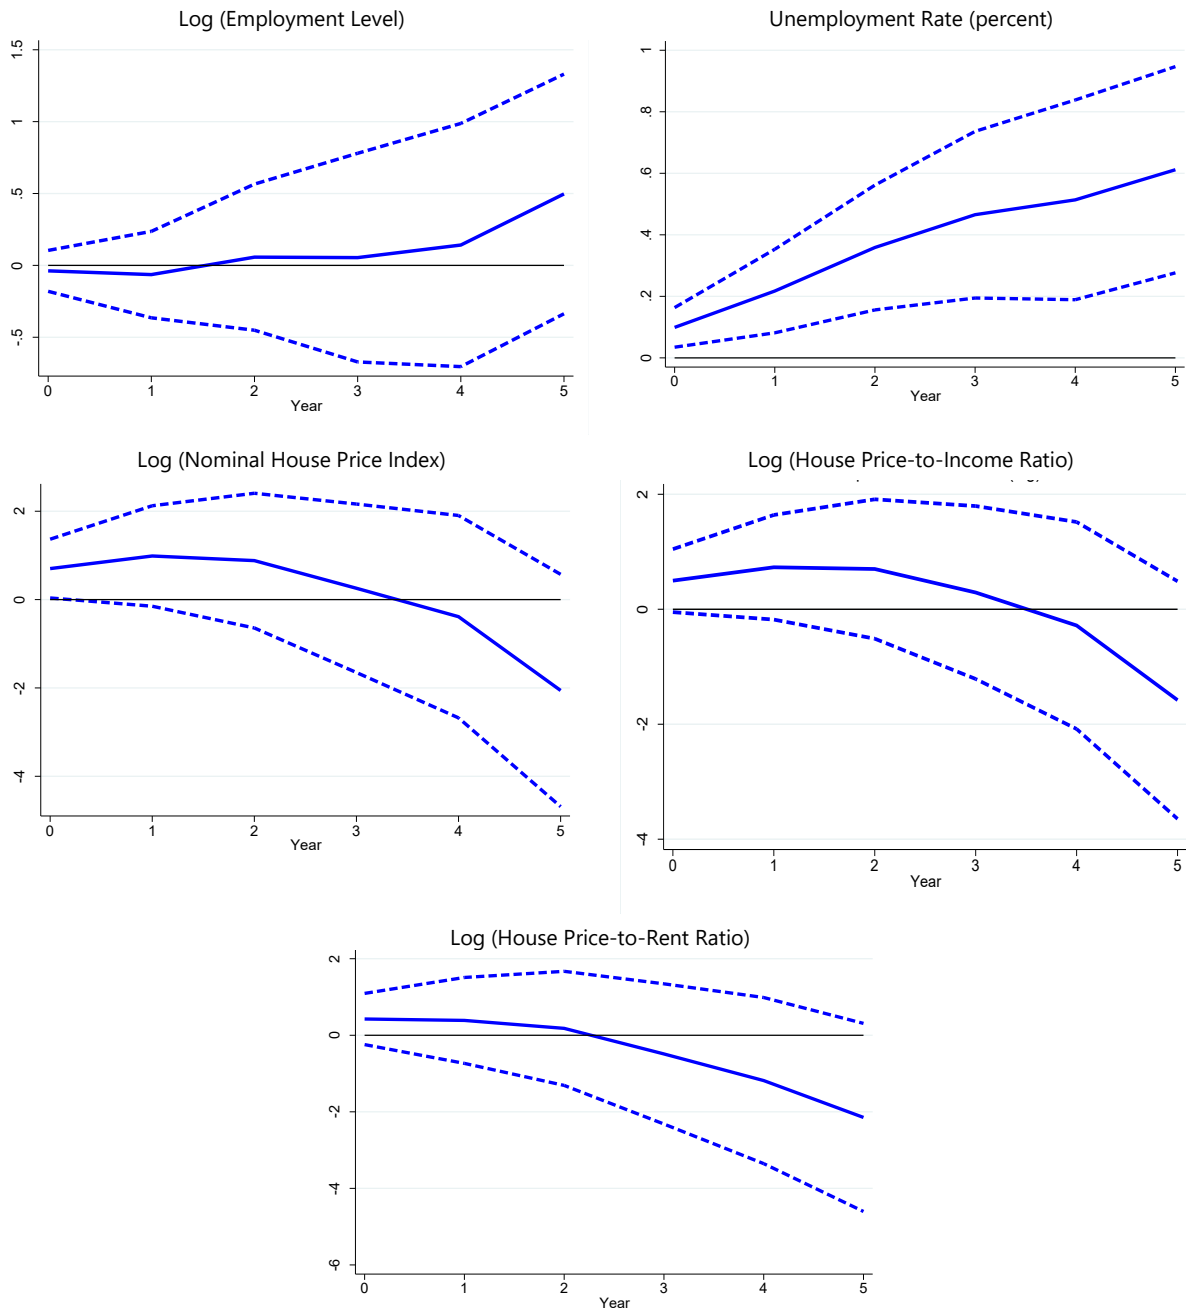 Log (Employment Level)
1.5
1
.5
0
-.5
0 1 2 3 4 5
Year
Unemployment Rate (percent)
1
.8
.6
.4
.2
0
0 1 2 3 4 5
Year
Log (Nominal House Price Index)
2
0
-2
-4
0 1 2 3 4 5
Year
Log (House Price-to-Income Ratio)
2
0
-2
-4
0 1 2 3 4 5
Year
Log (House Price-to-Rent Ratio)
2
0
-2
-4
-6
0 1 2 3 4 5
Year